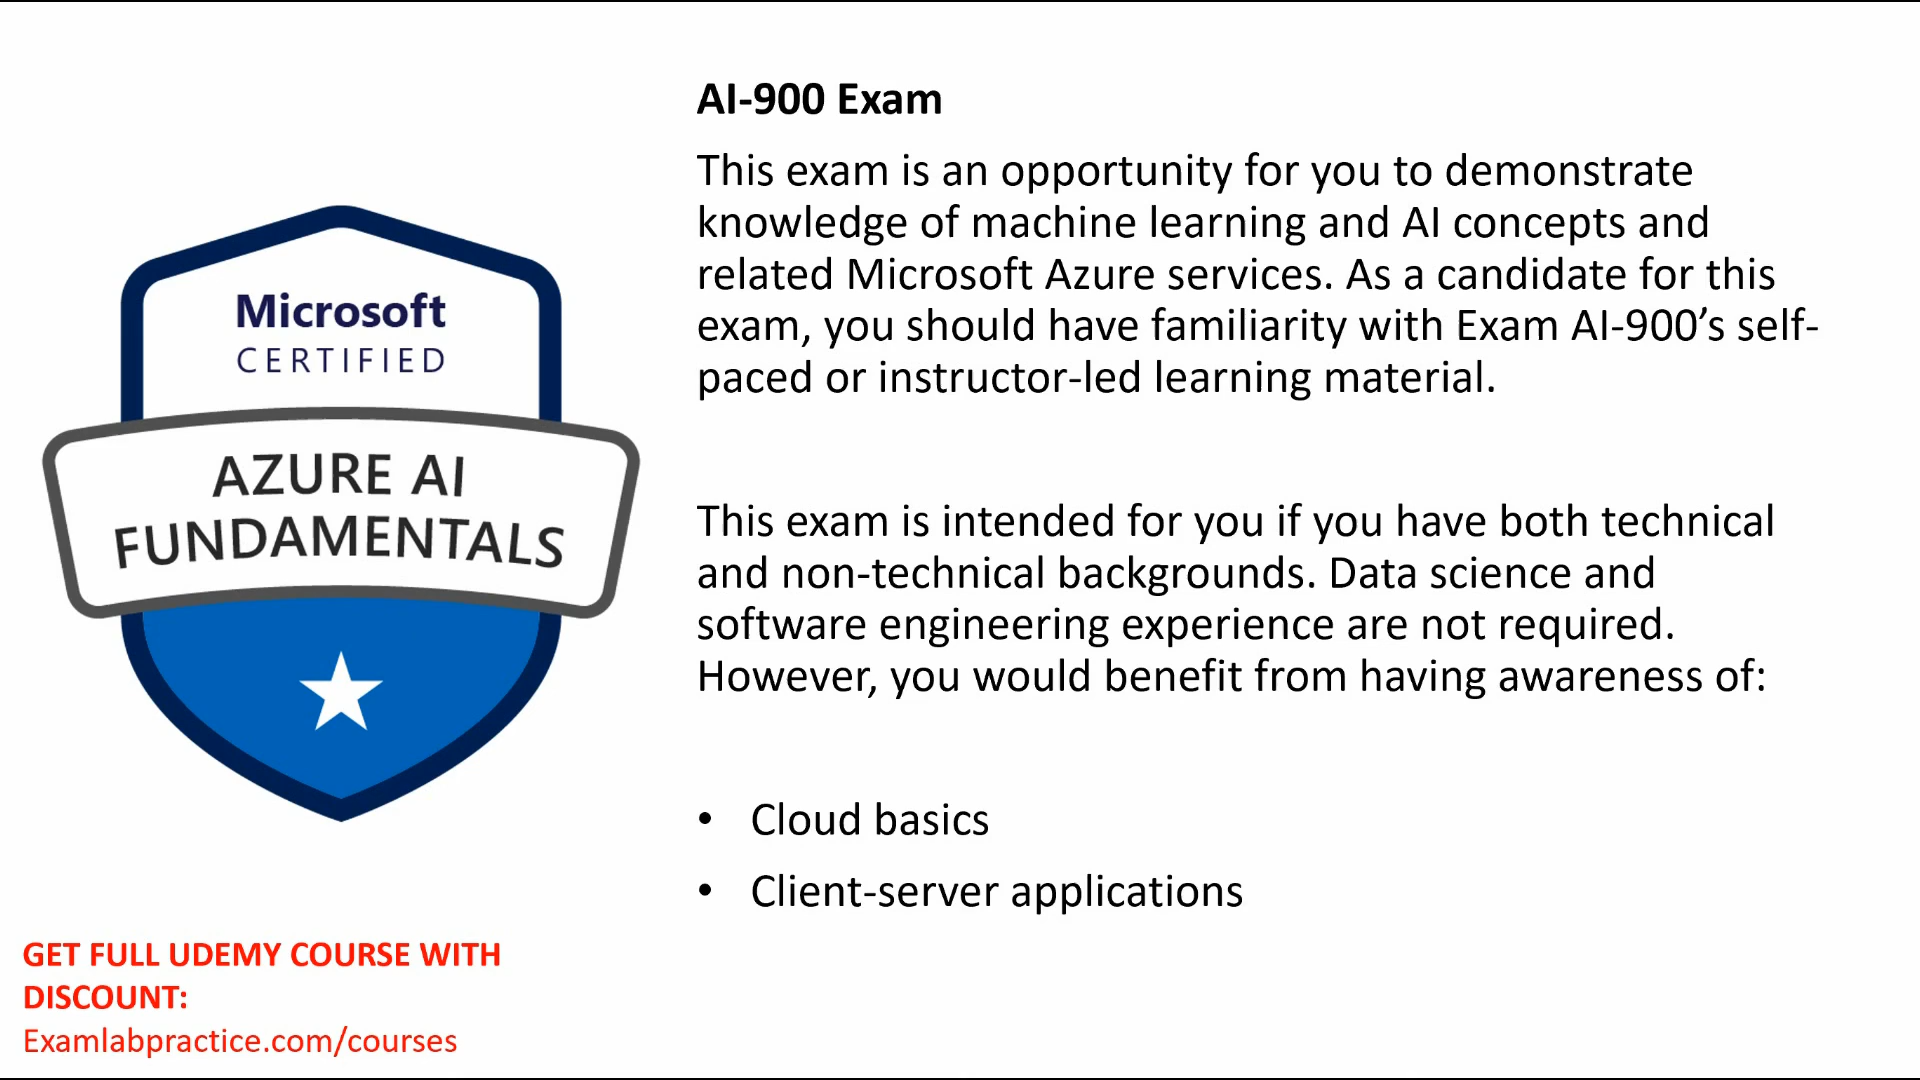 Microsoft
CERTIFIED
AZURE AI
FUNDAMENTALS
AI-900 Exam
This exam is an opportunity for you to demonstrate
knowledge of machine learning and AI concepts and
related Microsoft Azure services. As a candidate for this
exam, you should have familiarity with Exam AI-900’s self-
paced or instructor-led learning material.
This exam is intended for you if you have both technical
and non-technical backgrounds. Data science and
software engineering experience are not required.
However, you would benefit from having awareness of:
• Cloud basics
• Client-server applications
GET FULL UDEMY COURSE WITH
DISCOUNT:
Examlabpractice.com/courses